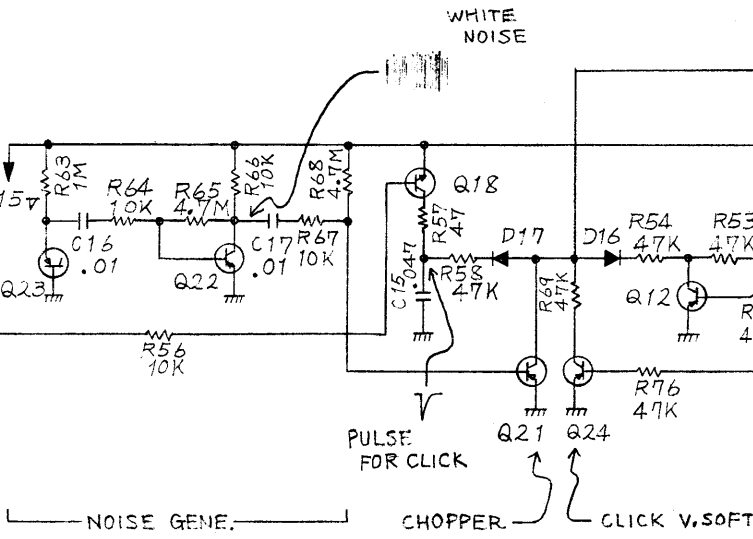 WHITE
NOISE
15V
R63
1M
R64
10K
R65
4.7M
R66
10K
R68
4.7M
Q18
R57
47
C16
.01
Q22
C17
.01
R67
10K
Q23
C15
.047
R58
47K
D17
D16
R69
47K
R54
47K
R53
47K
Q12
R
4
R56
10K
R76
47K
Q21
Q24
PULSE
FOR CLICK
NOISE GENE.
CHOPPER
CLICK V.SOFT